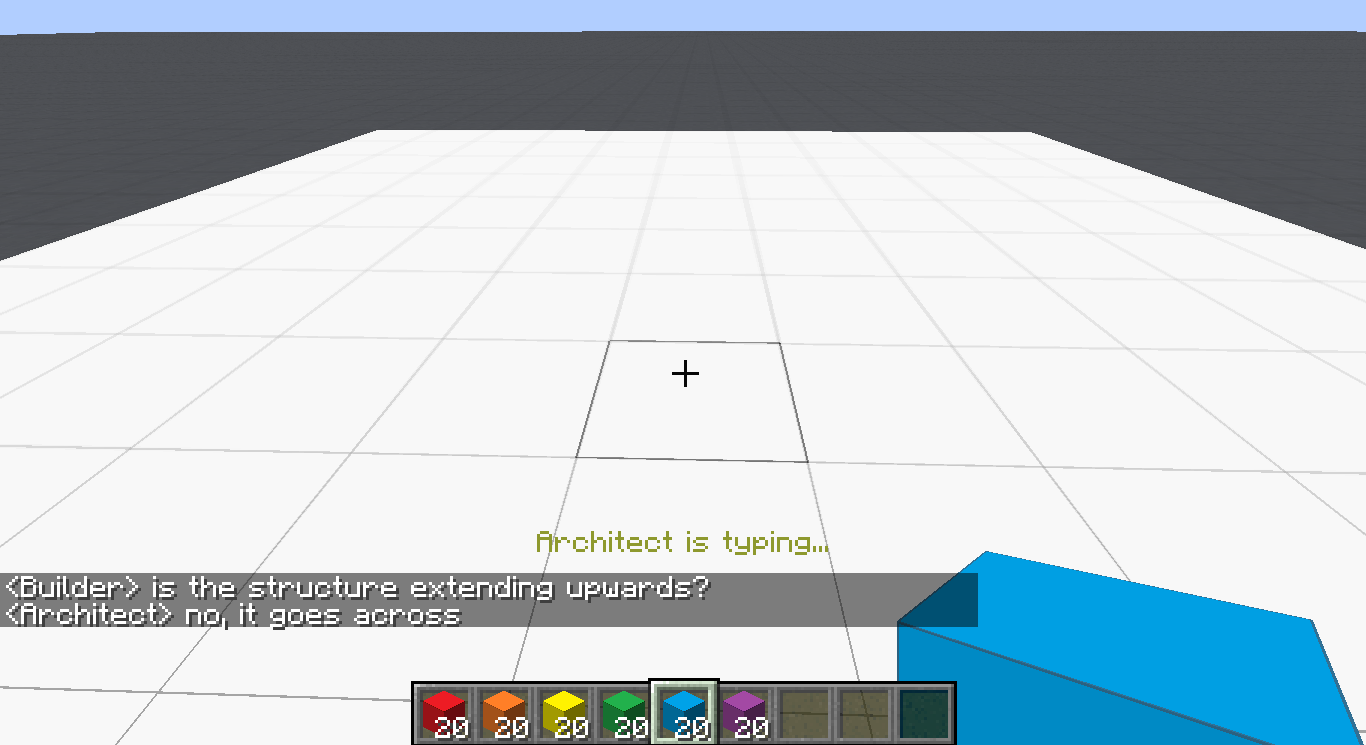 Architect is typing...
<Builder> is the structure extending upwards?
<Architect> no, it goes across
20 20 20 20 20 20